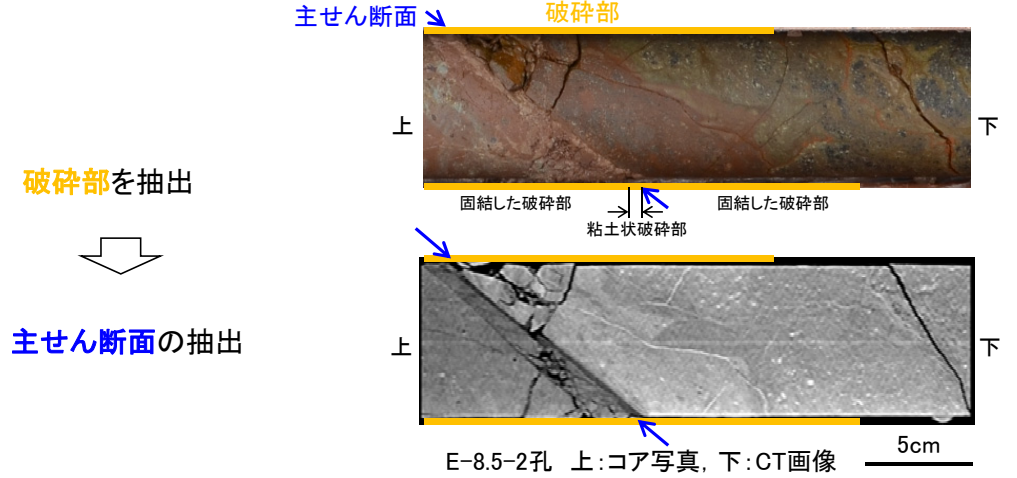 主せん断面
破砕部
上
下
破砕部を抽出
固結した破砕部
固結した破砕部
粘土状破砕部
主せん断面の抽出
上
下
E-8.5-2孔 上:コア写真, 下:CT画像
5cm